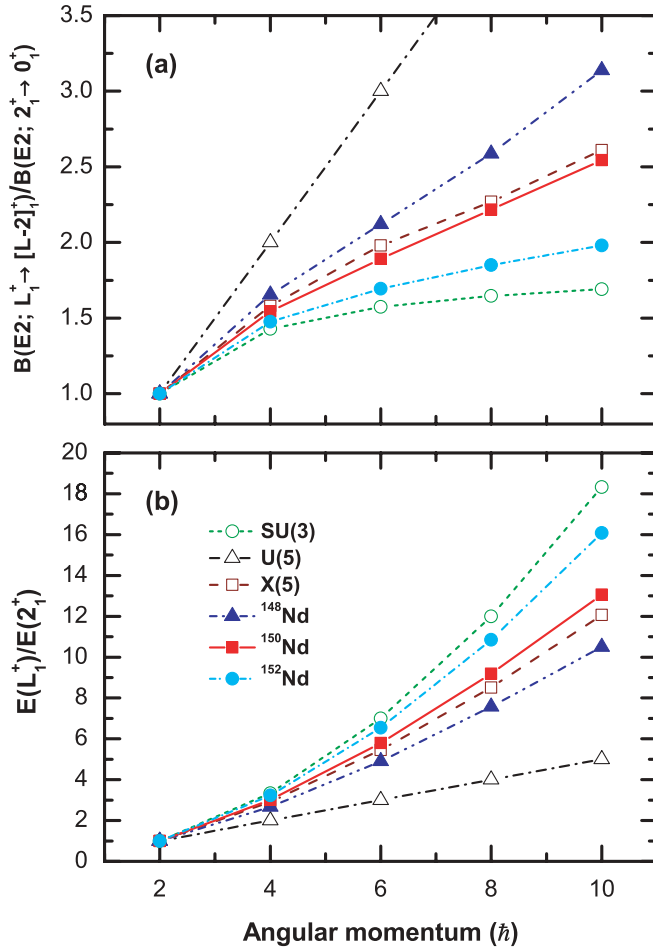 B(E2; L₁⁺→ [L-2]₁⁺)/B(E2; 2₁⁺→ 0₁⁺)
3.5
3.0
2.5
2.0
1.5
1.0
(a)
E(L₁⁺)/E(2₁⁺)
20
18
16
14
12
10
8
6
4
2
0
(b)
SU(3)
U(5)
X(5)
¹⁴⁸Nd
¹⁵⁰Nd
¹⁵²Nd
2 4 6 8 10
Angular momentum (ℏ)